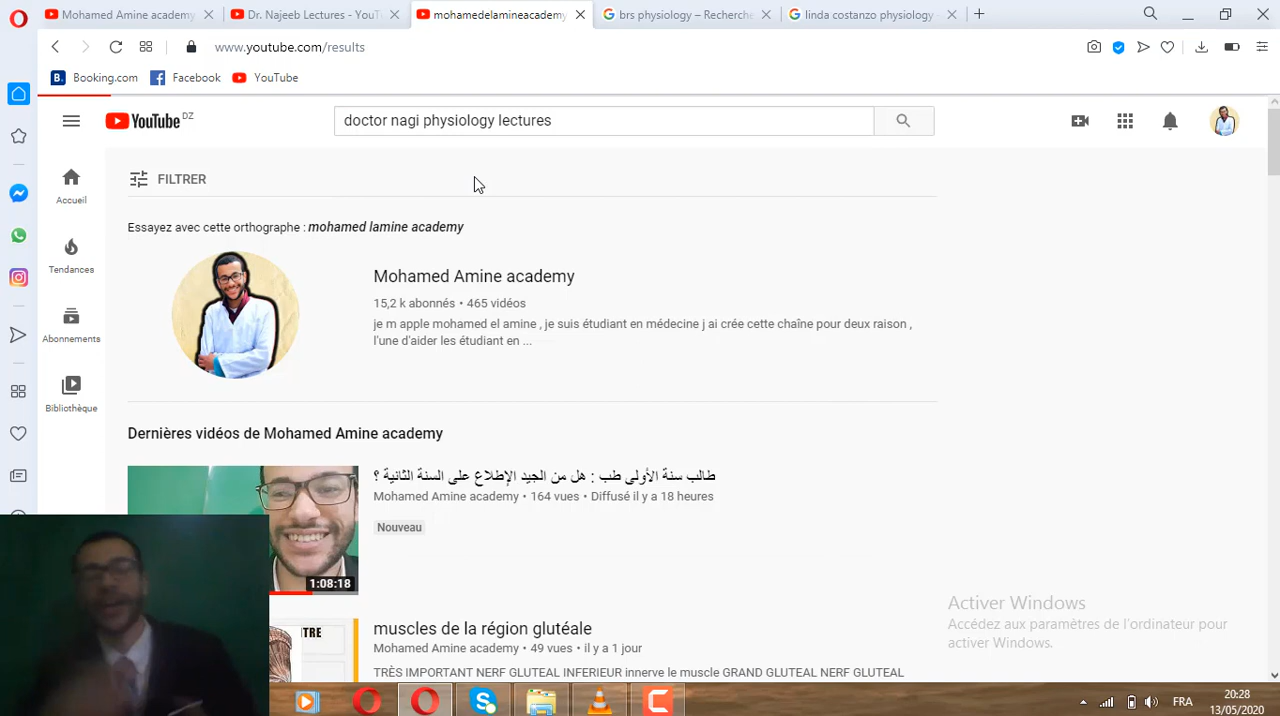 Mohamed Amine academy
Dr. Najeeb Lectures - YouT
mohamedelamineacademy
brs physiology – Recherche
linda costanzo physiology -
www.youtube.com/results
B. Booking.com
Facebook
YouTube
YouTube DZ
doctor nagi physiology lectures
FILTRER
Accueil
Essayez avec cette orthographe : mohamed lamine academy
Tendances
Mohamed Amine academy
15,2 k abonnés • 465 vidéos
je m apple mohamed el amine , je suis étudiant en médecine j ai crée cette chaîne pour deux raison ,
l'une d'aider les étudiant en ...
Abonnements
Bibliothèque
Dernières vidéos de Mohamed Amine academy
طالب سنة الأولى طب : هل من الجيد الإطلاع على السنة الثانية ؟
Mohamed Amine academy • 164 vues • Diffusé il y a 18 heures
Nouveau
1:08:18
muscles de la région glutéale
Mohamed Amine academy • 49 vues • il y a 1 jour
TRÈS IMPORTANT NERF GLUTEAL INFERIEUR innerve le muscle GRAND GLUTEAL NERF GLUTEAL
NTRE
Activer Windows
Accédez aux paramètres de l'ordinateur pour
activer Windows.
FRA
20:28
13/05/2020